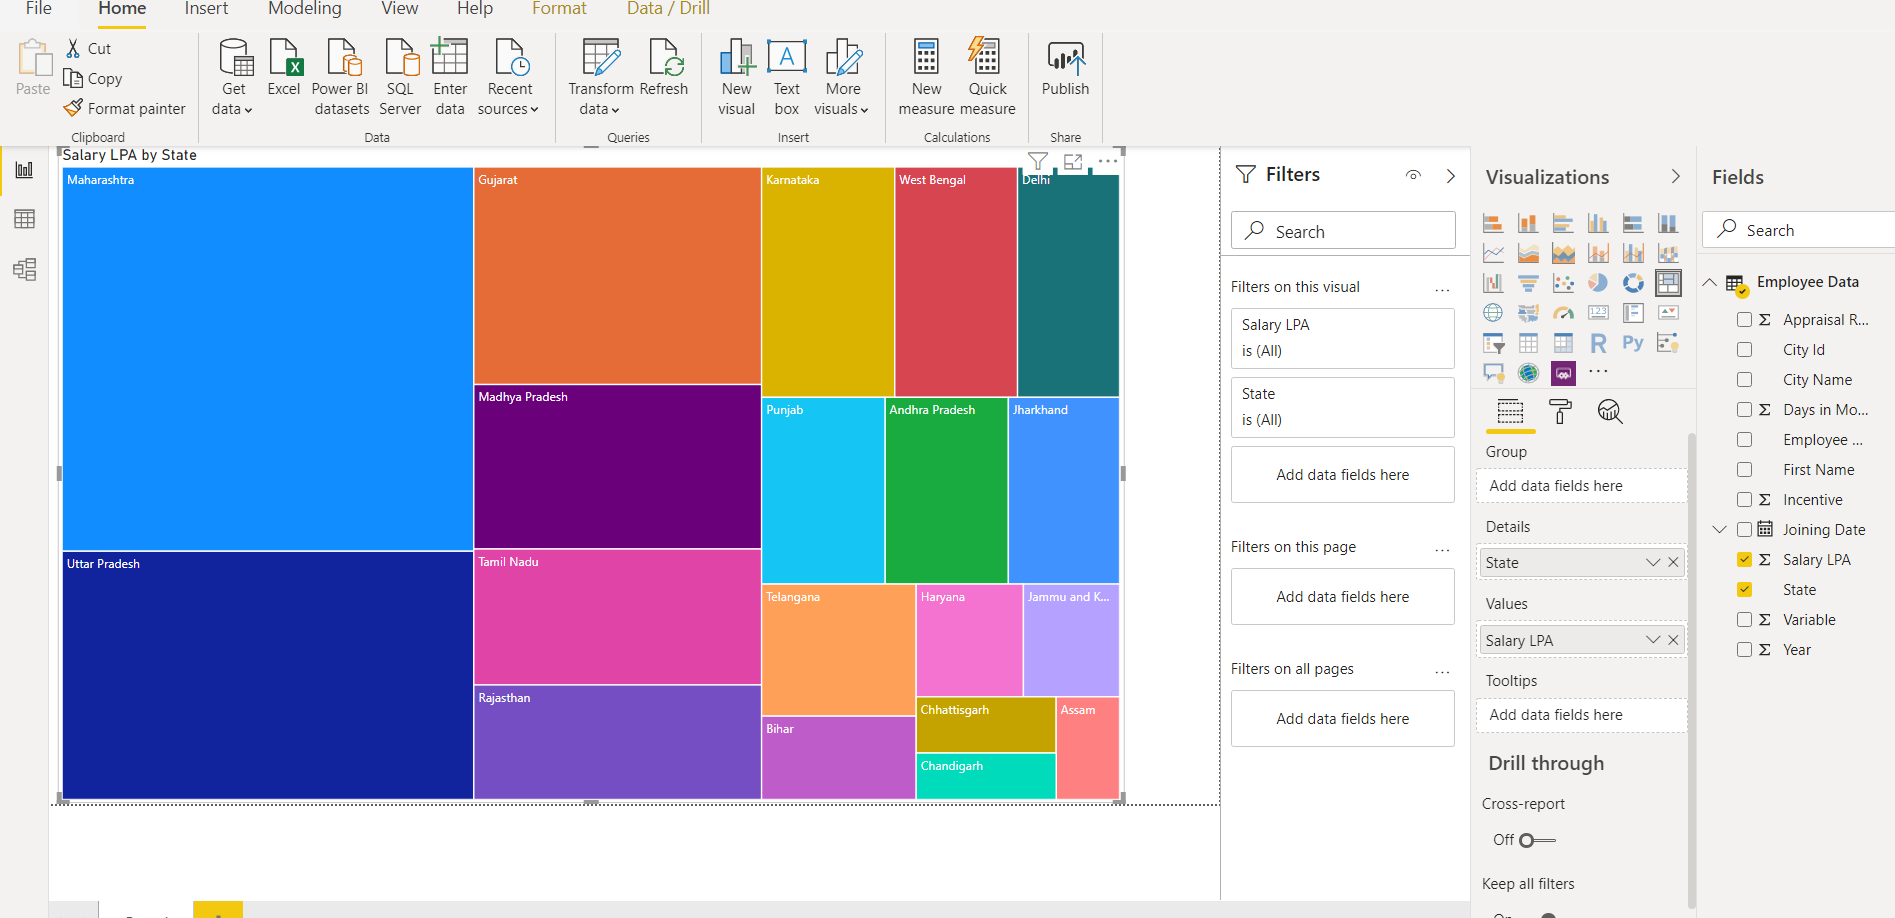 File Home Insert Modeling View Help Format Data / Drill
Paste
Cut
Copy
Format painter
Clipboard
Get data
Excel
Power BI datasets
SQL Server
Enter data
Recent sources
Data
Transform data
Refresh
Queries
New visual
Text box
More visuals
Insert
New measure
Quick measure
Calculations
Publish
Share
Salary LPA by State
Maharashtra
Uttar Pradesh
Gujarat
Madhya Pradesh
Tamil Nadu
Rajasthan
Karnataka
West Bengal
Delhi
Punjab
Andhra Pradesh
Jharkhand
Telangana
Haryana
Jammu and K...
Bihar
Chhattisgarh
Assam
Chandigarh
Filters
Search
Filters on this visual ...
Salary LPA
is (All)
State
is (All)
Add data fields here
Filters on this page ...
Add data fields here
Filters on all pages ...
Add data fields here
Visualizations
123
R
Py
...
Group
Add data fields here
Details
State
Values
Salary LPA
Tooltips
Add data fields here
Drill through
Cross-report
Off
Keep all filters
Fields
Search
Employee Data
Σ Appraisal R...
City Id
City Name
Σ Days in Mo...
Employee ...
First Name
Σ Incentive
Joining Date
Σ Salary LPA
State
Σ Variable
Σ Year